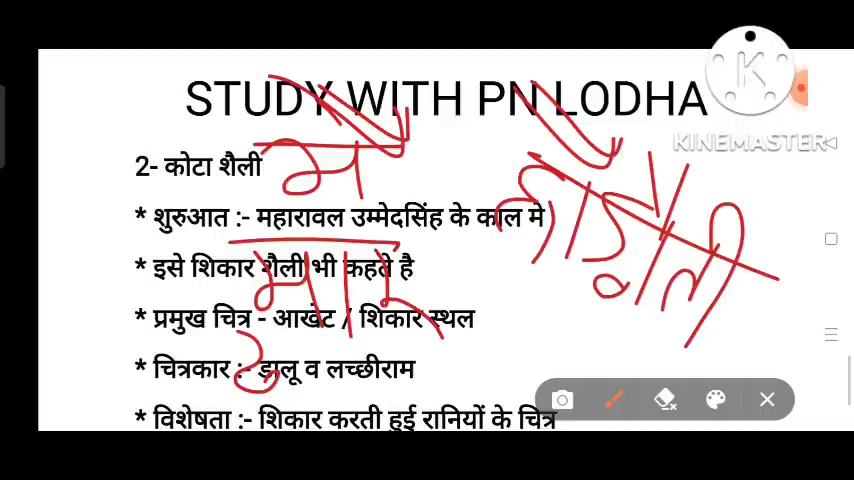 STUDY WITH PN LODHA
KINEMASTER
2- कोटा शैली
* शुरुआत :- महारावल उम्मेदसिंह के काल मे
* इसे शिकार शैली भी कहते है
* प्रमुख चित्र - आखेट / शिकार स्थल
* चित्रकार :- डालू व लच्छीराम
* विशेषता :- शिकार करती हुई रानियों के चित्र